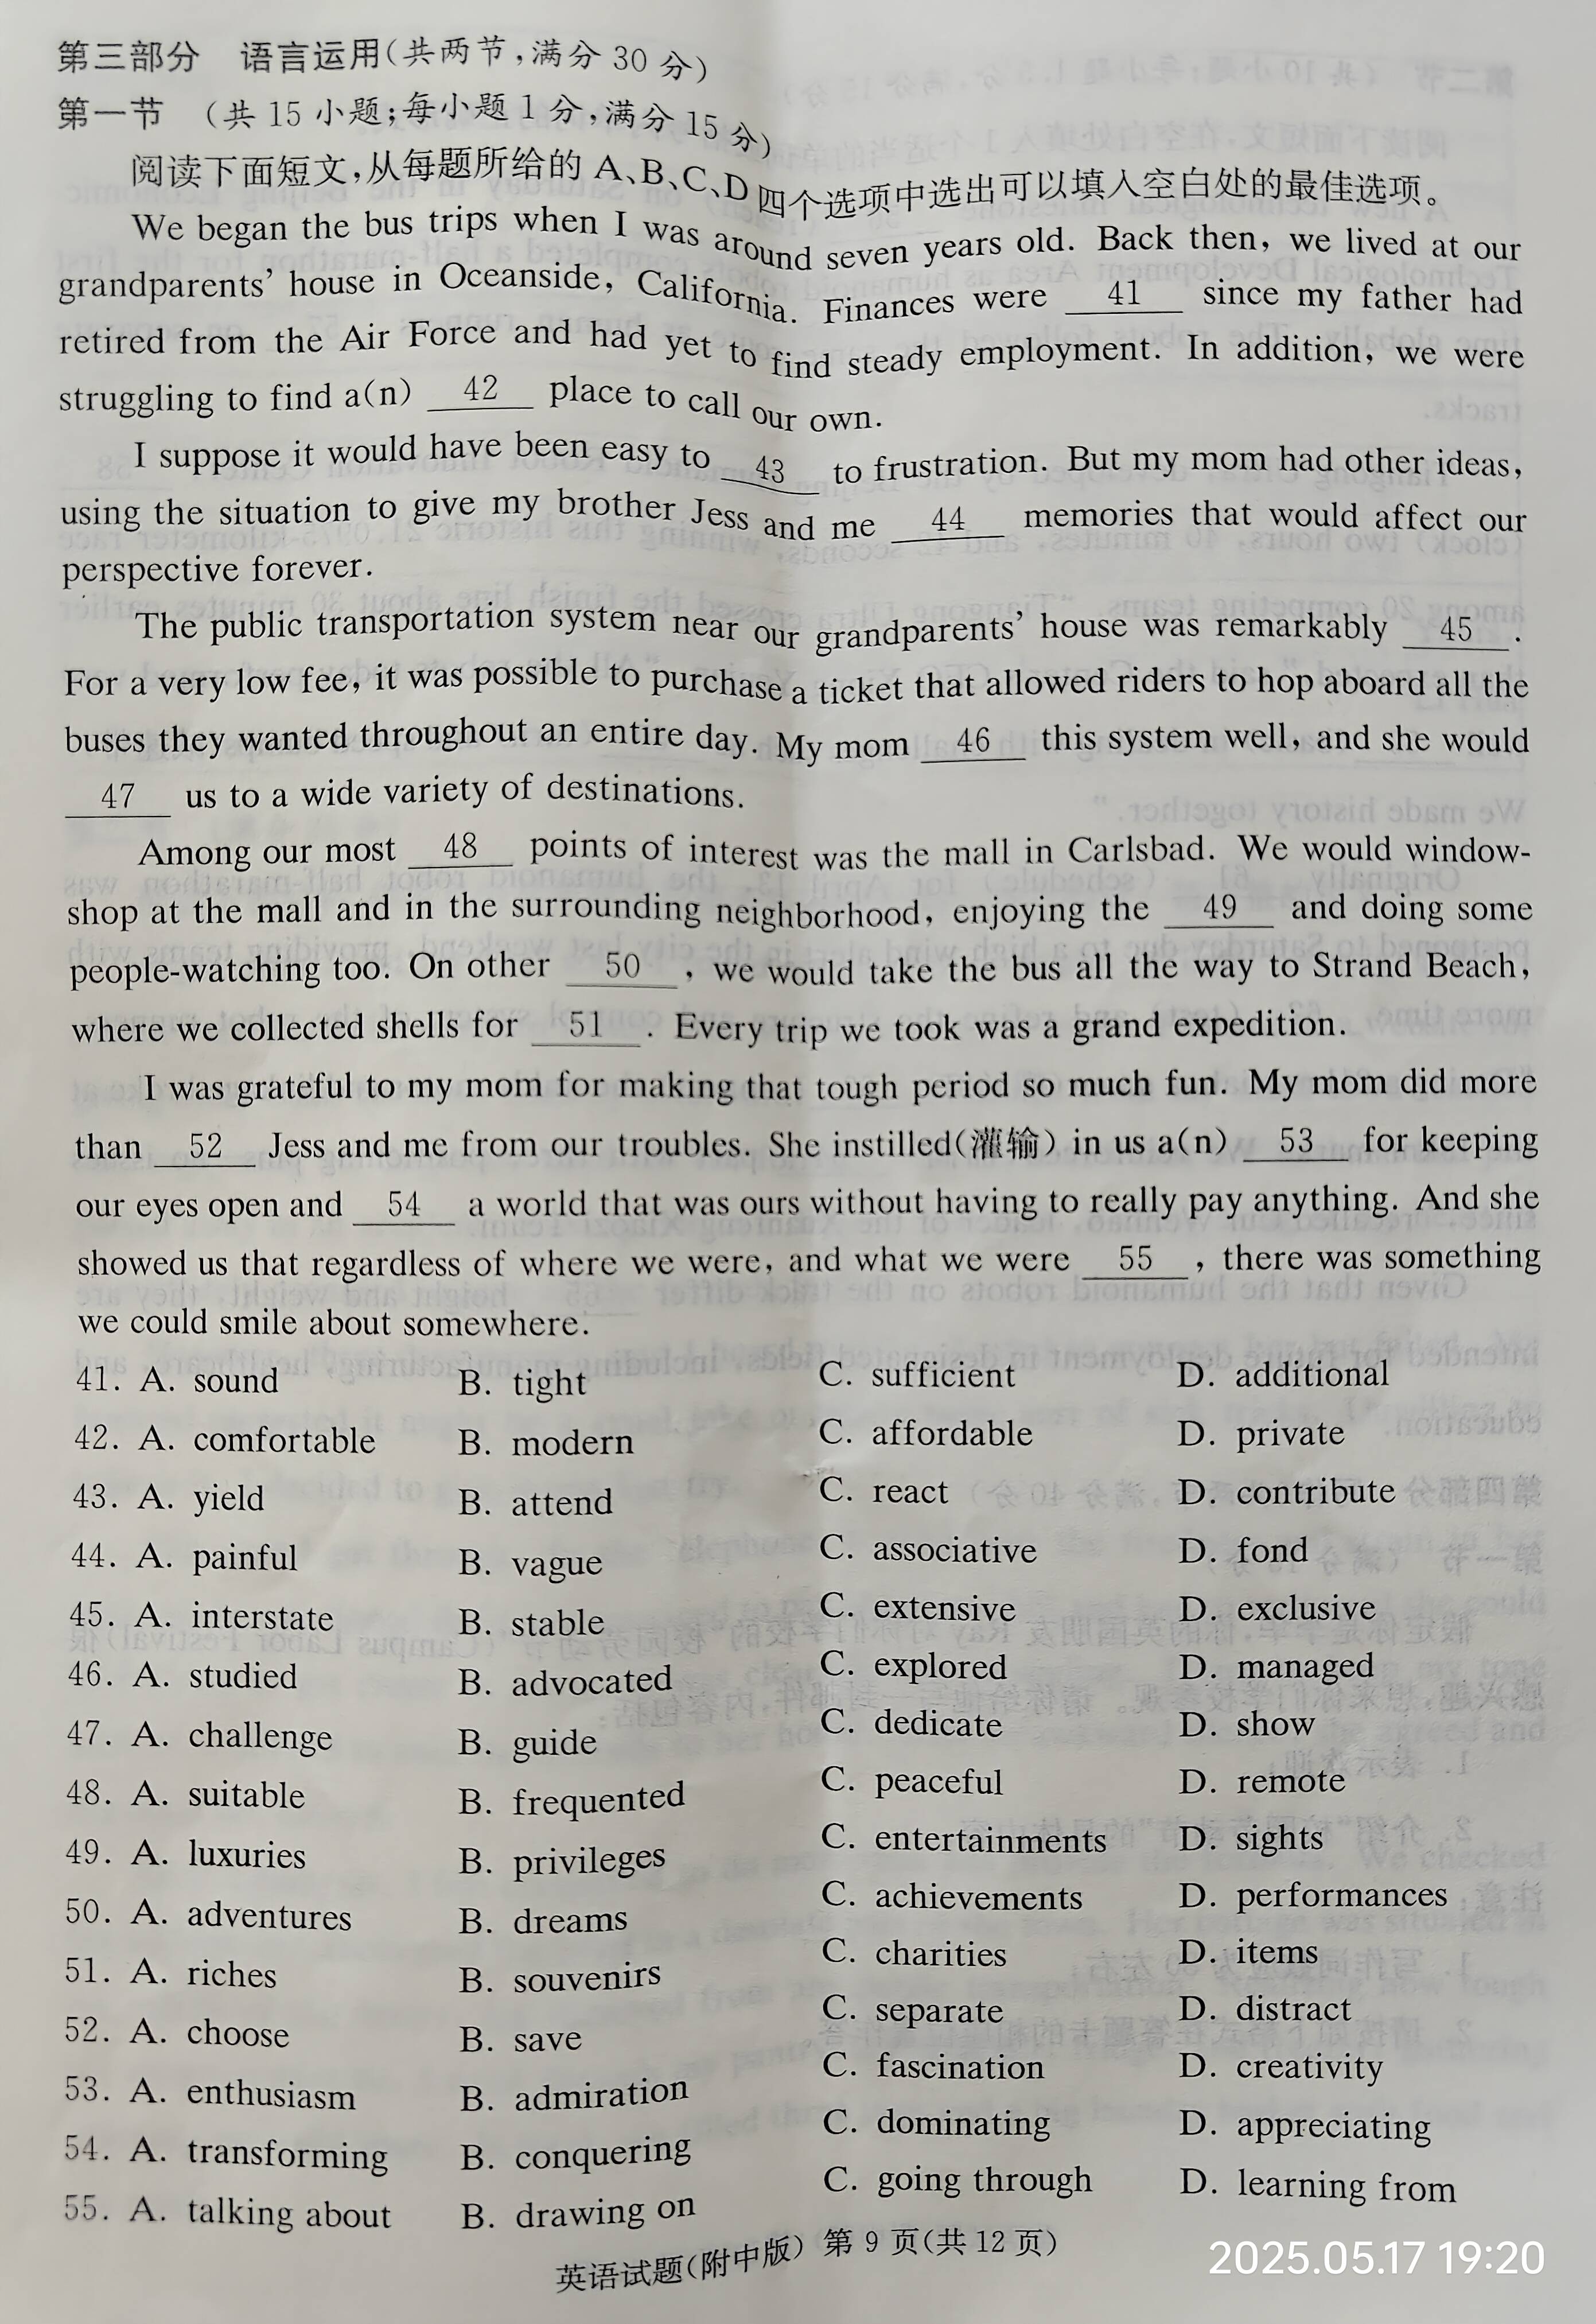 第三部分 语言运用(共两节,满分 30 分)
第一节 (共 15 小题;每小题 1 分,满分 15 分)
阅读下面短文,从每题所给的 A、B、C、D 四个选项中选出可以填入空白处的最佳选项。
We began the bus trips when I was around seven years old. Back then, we lived at our
grandparents' house in Oceanside, California. Finances were 41 since my father had
retired from the Air Force and had yet to find steady employment. In addition, we were
struggling to find a(n) 42 place to call our own.
I suppose it would have been easy to 43 to frustration. But my mom had other ideas,
using the situation to give my brother Jess and me 44 memories that would affect our
perspective forever.
The public transportation system near our grandparents' house was remarkably 45 .
For a very low fee, it was possible to purchase a ticket that allowed riders to hop aboard all the
buses they wanted throughout an entire day. My mom 46 this system well, and she would
47 us to a wide variety of destinations.
Among our most 48 points of interest was the mall in Carlsbad. We would window-
shop at the mall and in the surrounding neighborhood, enjoying the 49 and doing some
people-watching too. On other 50 , we would take the bus all the way to Strand Beach,
where we collected shells for 51 . Every trip we took was a grand expedition.
I was grateful to my mom for making that tough period so much fun. My mom did more
than 52 Jess and me from our troubles. She instilled(灌输) in us a(n) 53 for keeping
our eyes open and 54 a world that was ours without having to really pay anything. And she
showed us that regardless of where we were, and what we were 55 , there was something
we could smile about somewhere.
41. A. sound B. tight C. sufficient D. additional
42. A. comfortable B. modern C. affordable D. private
43. A. yield B. attend C. react D. contribute
44. A. painful B. vague C. associative D. fond
45. A. interstate B. stable C. extensive D. exclusive
46. A. studied B. advocated C. explored D. managed
47. A. challenge B. guide C. dedicate D. show
48. A. suitable B. frequented C. peaceful D. remote
49. A. luxuries B. privileges C. entertainments D. sights
50. A. adventures B. dreams C. achievements D. performances
51. A. riches B. souvenirs C. charities D. items
52. A. choose B. save C. separate D. distract
53. A. enthusiasm B. admiration C. fascination D. creativity
54. A. transforming B. conquering C. dominating D. appreciating
55. A. talking about B. drawing on C. going through D. learning from
英语试题(附中版) 第 9 页(共 12 页)
2025.05.17 19:20